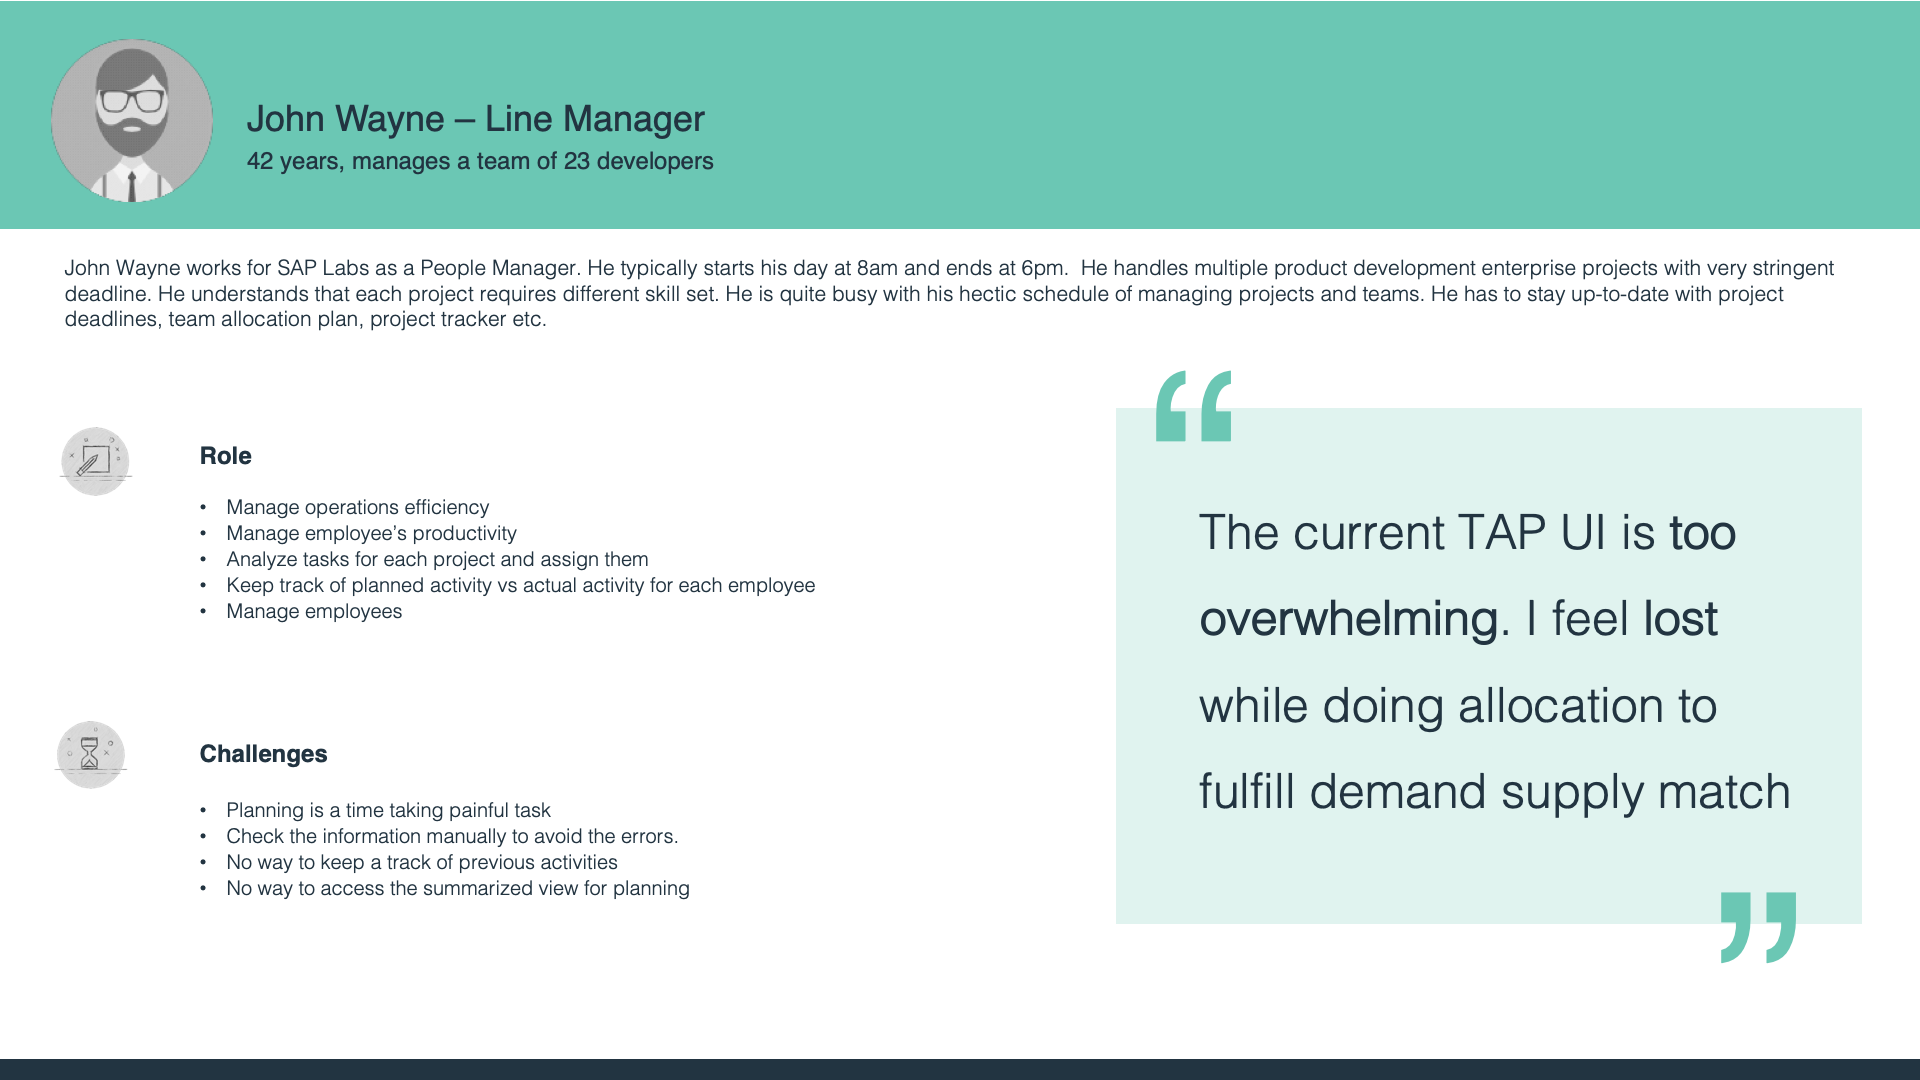 John Wayne – Line Manager
42 years, manages a team of 23 developers
John Wayne works for SAP Labs as a People Manager. He typically starts his day at 8am and ends at 6pm.  He handles multiple product development enterprise projects with very stringent
deadline. He understands that each project requires different skill set. He is quite busy with his hectic schedule of managing projects and teams. He has to stay up-to-date with project
deadlines, team allocation plan, project tracker etc.
Role
• Manage operations efficiency
• Manage employee’s productivity
• Analyze tasks for each project and assign them
• Keep track of planned activity vs actual activity for each employee
• Manage employees
Challenges
• Planning is a time taking painful task
• Check the information manually to avoid the errors.
• No way to keep a track of previous activities
• No way to access the summarized view for planning
“
The current TAP UI is too
overwhelming. I feel lost
while doing allocation to
fulfill demand supply match
”